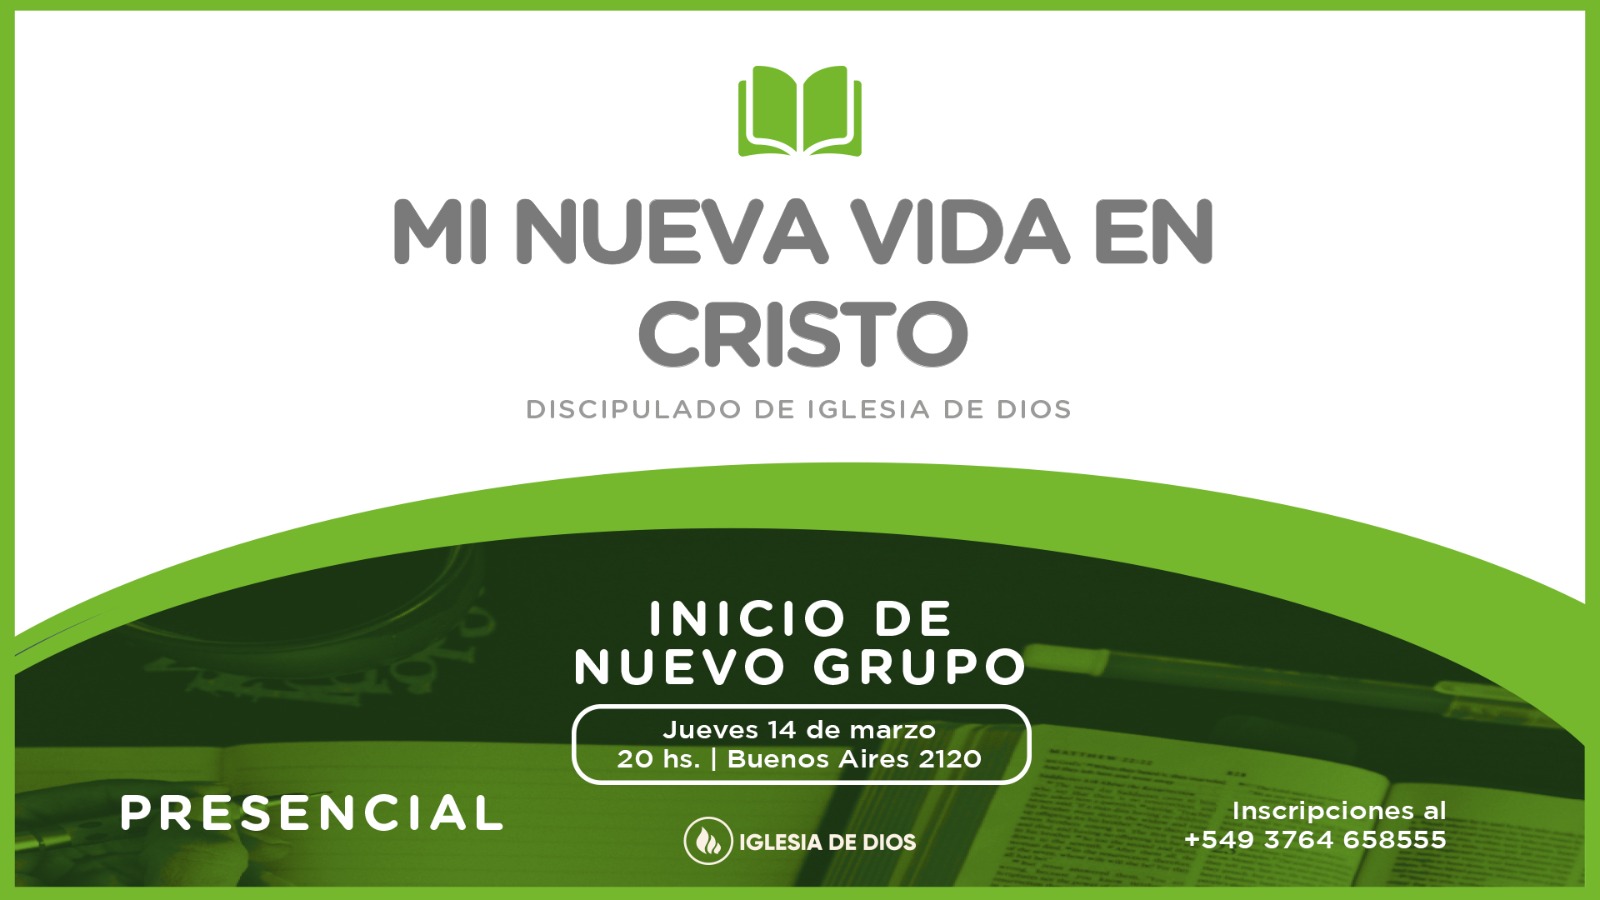 MI NUEVA VIDA EN
CRISTO
DISCIPULADO DE IGLESIA DE DIOS
INICIO DE
NUEVO GRUPO
Jueves 14 de marzo
20 hs. | Buenos Aires 2120
PRESENCIAL
IGLESIA DE DIOS
Inscripciones al
+549 3764 658555